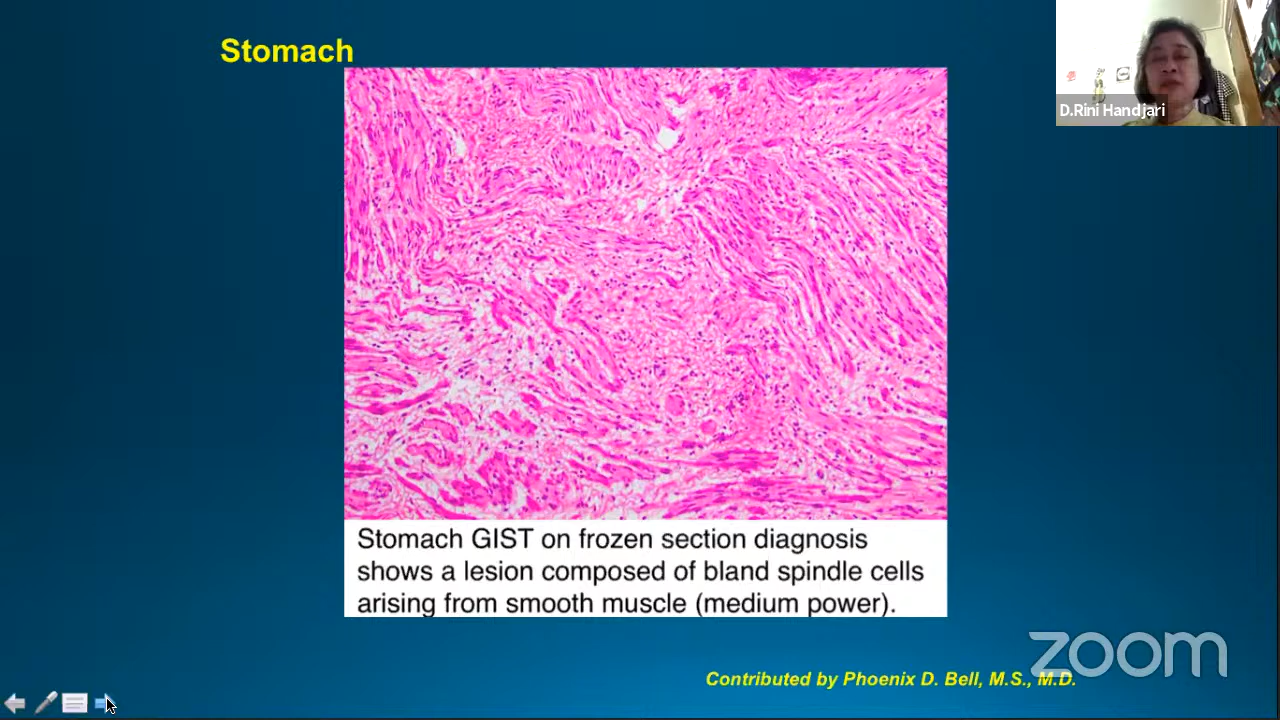 Stomach
D.Rini Handjari
Stomach GIST on frozen section diagnosis
shows a lesion composed of bland spindle cells
arising from smooth muscle (medium power).
zoom
Contributed by Phoenix D. Bell, M.S., M.D.